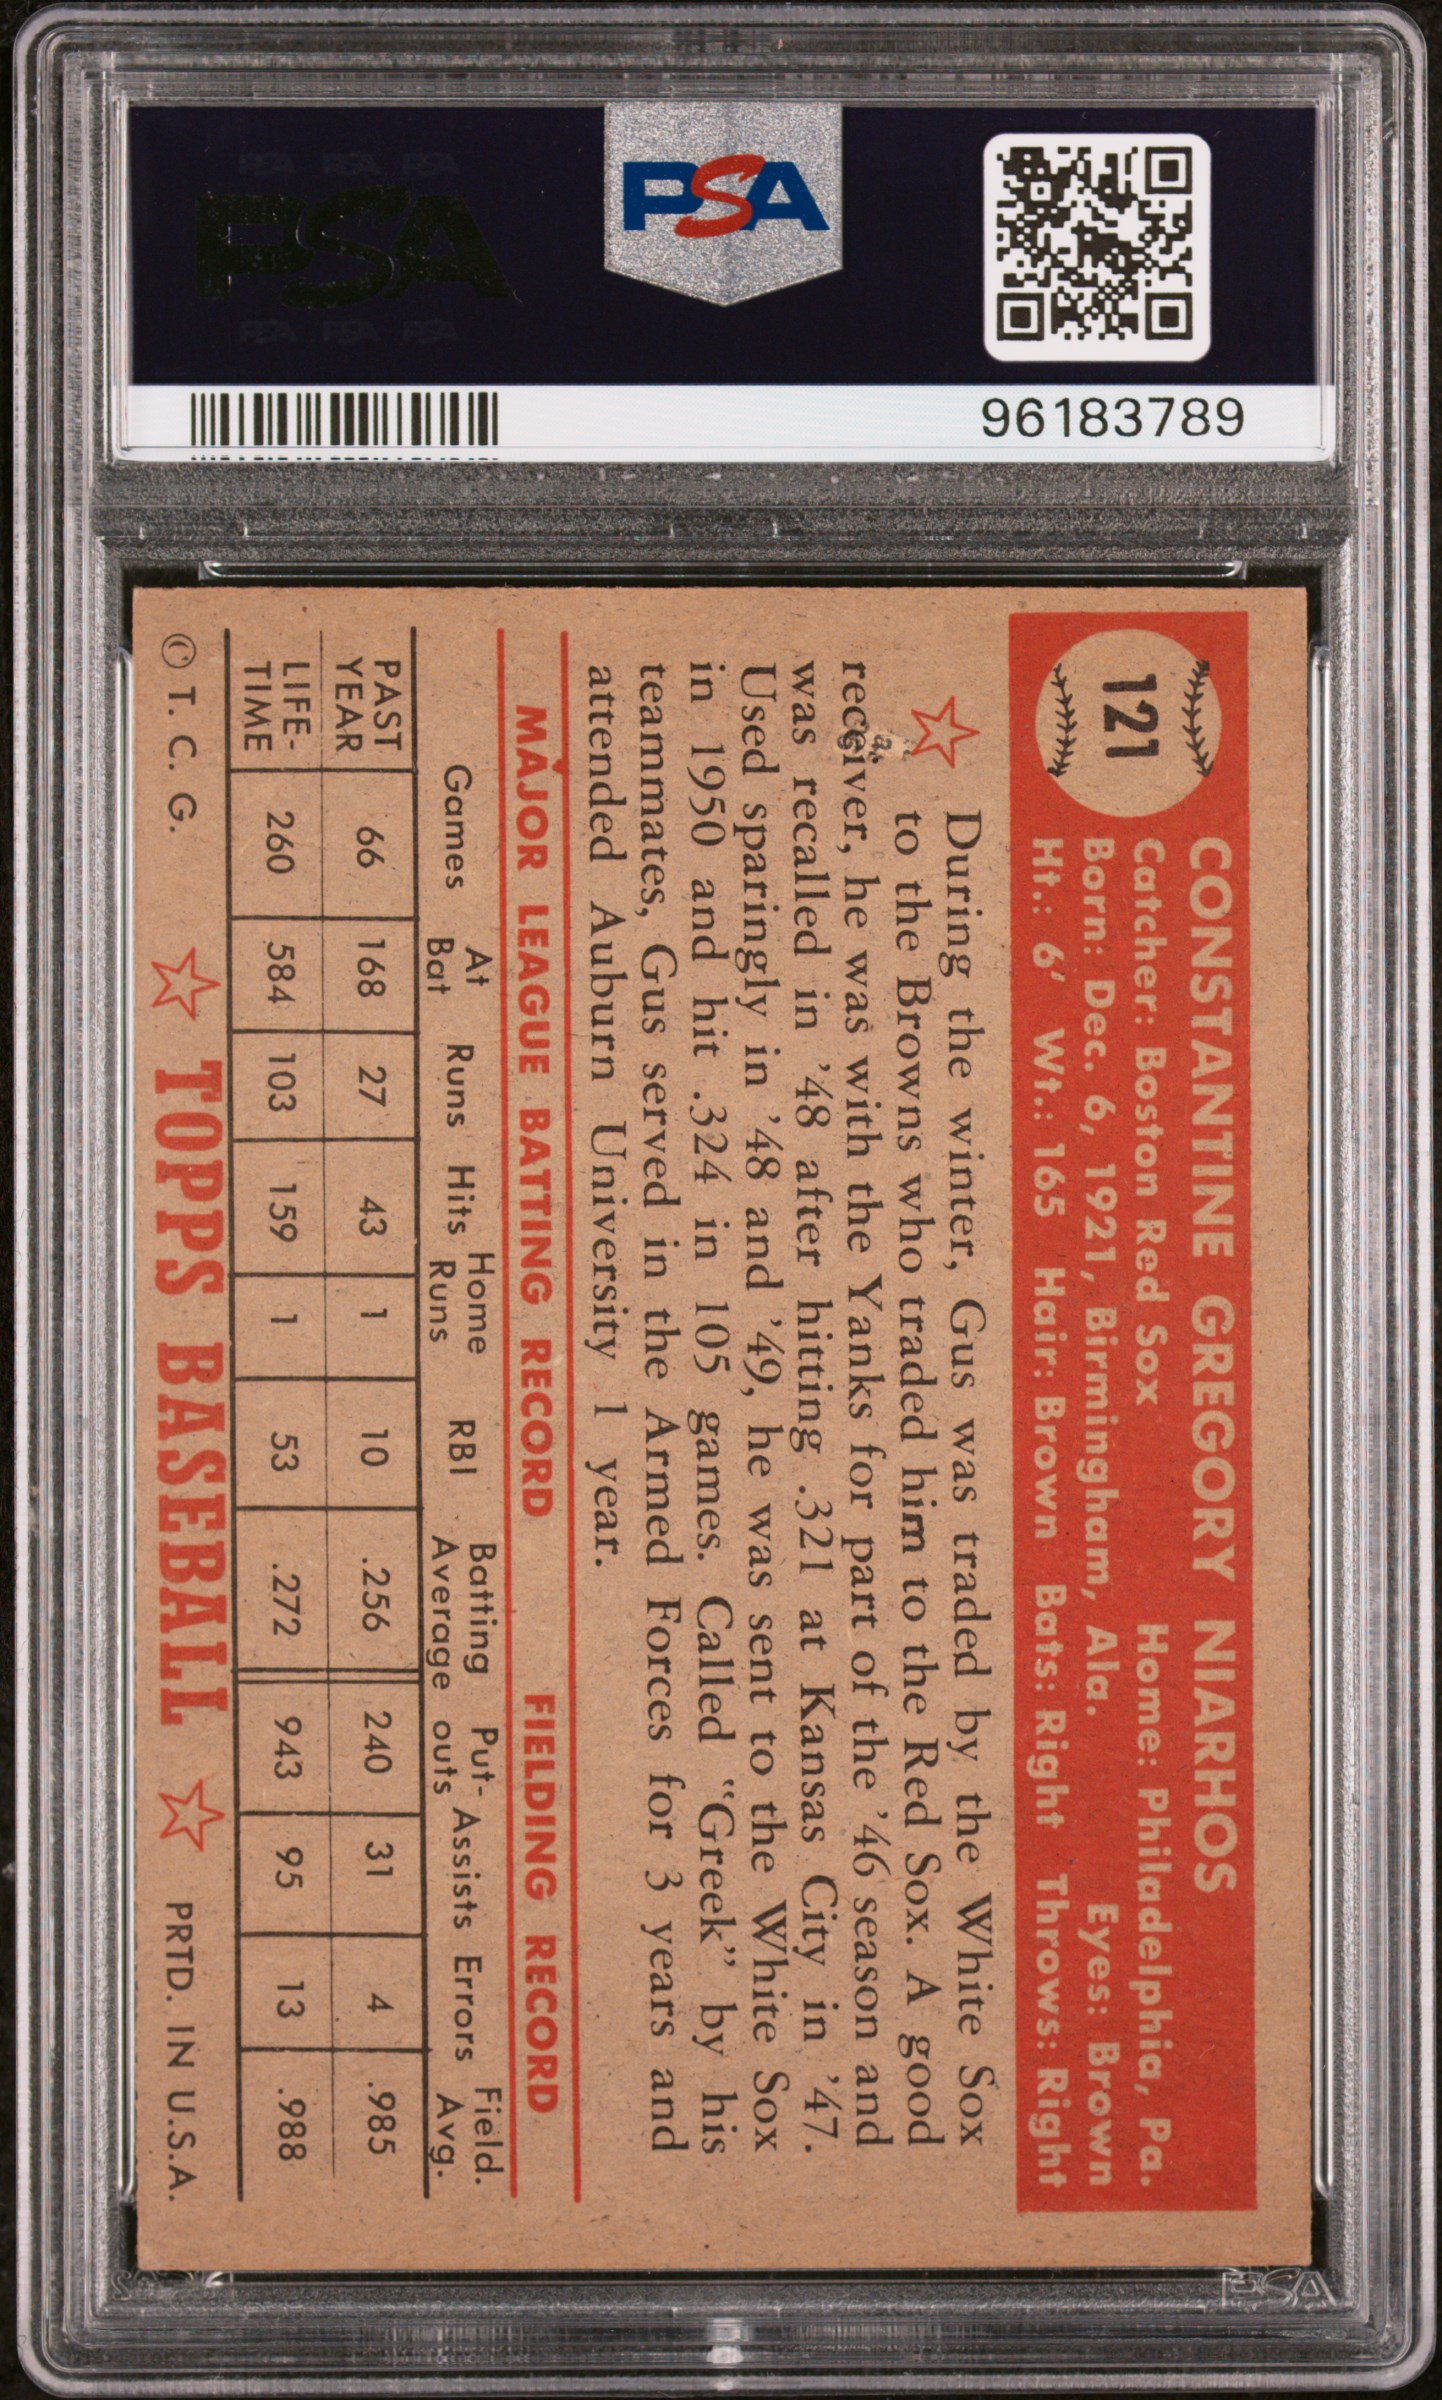 PSA PSA PSA
PSA
PSA PSA PSA
PSA
96183789
121
CONSTANTINE GREGORY NIARHOS
Catcher: Boston Red Sox Home: Philadelphia, Pa.
Born: Dec. 6, 1921, Birmingham, Ala. Eyes: Brown
Ht.: 6' Wt.: 165 Hair: Brown Bats: Right Throws: Right
During the winter, Gus was traded by the White Sox
to the Browns who traded him to the Red Sox. A good
receiver, he was with the Yanks for part of the '46 season and
was recalled in '48 after hitting .321 at Kansas City in '47.
Used sparingly in '48 and '49, he was sent to the White Sox
in 1950 and hit .324 in 105 games. Called "Greek" by his
teammates, Gus served in the Armed Forces for 3 years and
attended Auburn University 1 year.
MAJOR LEAGUE BATTING RECORD FIELDING RECORD
Games At Bat Runs Hits Home Runs RBI Batting Average Put-outs Assists Errors Field. Avg.
PAST YEAR 66 168 27 43 1 10 .256 240 31 4 .985
LIFE-TIME 260 584 103 159 1 53 .272 943 95 13 .988
© T. C. G. TOPPS BASEBALL PRTD. IN U.S.A.
PSA